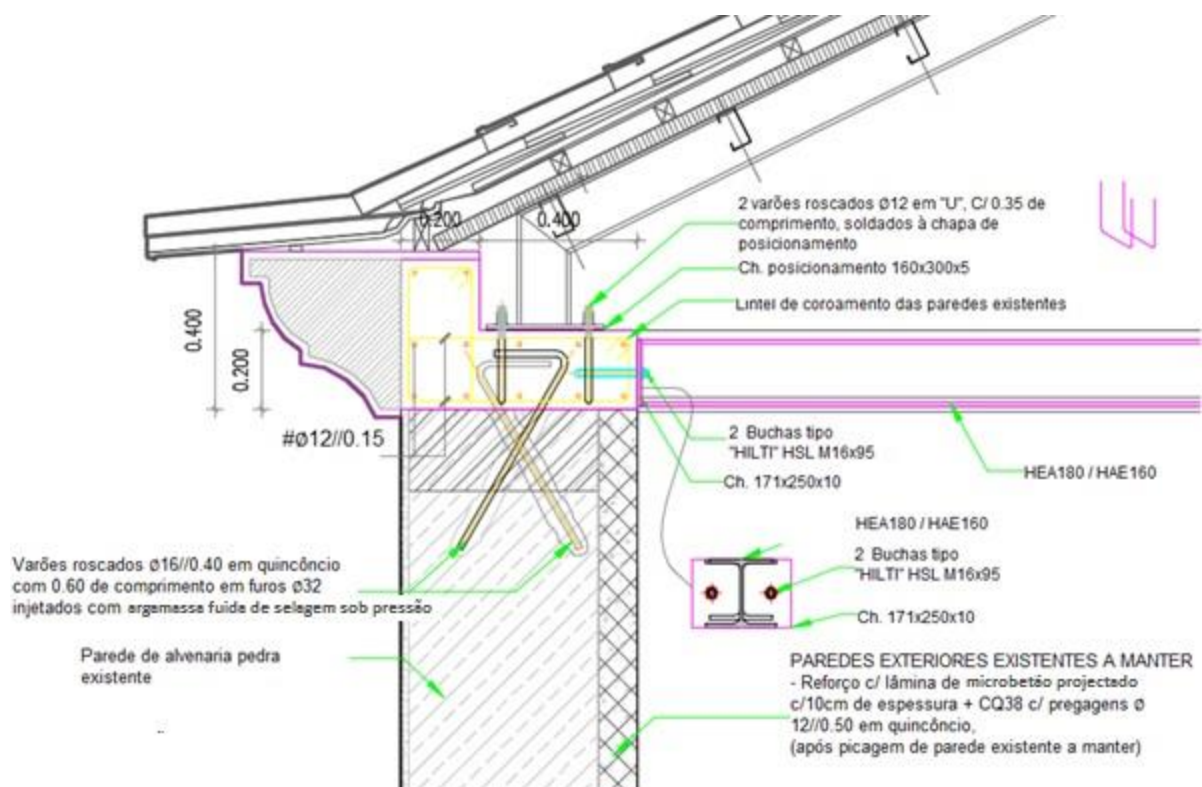 0.200
0.400
2 varões roscados Ø12 em "U", C/ 0.35 de
comprimento, soldados à chapa de
posicionamento
Ch. posicionamento 160x300x5
Lintel de coroamento das paredes existentes
0.400
0.200
#ø12//0.15
2 Buchas tipo
"HILTI" HSL M16x95
Ch. 171x250x10
HEA180 / HAE160
HEA180 / HAE160
2 Buchas tipo
"HILTI" HSL M16x95
Ch. 171x250x10
Varões roscados Ø16//0.40 em quincôncio
com 0.60 de comprimento em furos Ø32
injetados com argamassa fuida de selagem sob pressão
Parede de alvenaria pedra
existente
PAREDES EXTERIORES EXISTENTES A MANTER
- Reforço c/ lâmina de microbetão projectado
c/10cm de espessura + CQ38 c/ pregagens Ø
12//0.50 em quincôncio,
(após picagem de parede existente a manter)